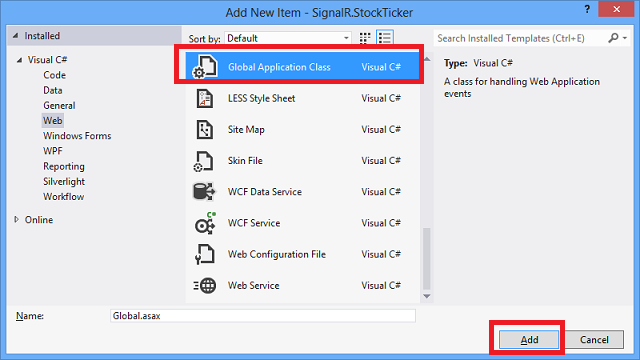 Add New Item - SignalR.StockTicker
Installed
Sort by: Default
Search Installed Templates (Ctrl+E)
Visual C#
Code
Data
General
Web
Windows Forms
WPF
Reporting
Silverlight
Workflow
Online
Global Application Class Visual C#
LESS Style Sheet Visual C#
Site Map Visual C#
Skin File Visual C#
WCF Data Service Visual C#
WCF Service Visual C#
Web Configuration File Visual C#
Web Service Visual C#
Type: Visual C#
A class for handling Web Application
events
Name: Global.asax
Add Cancel